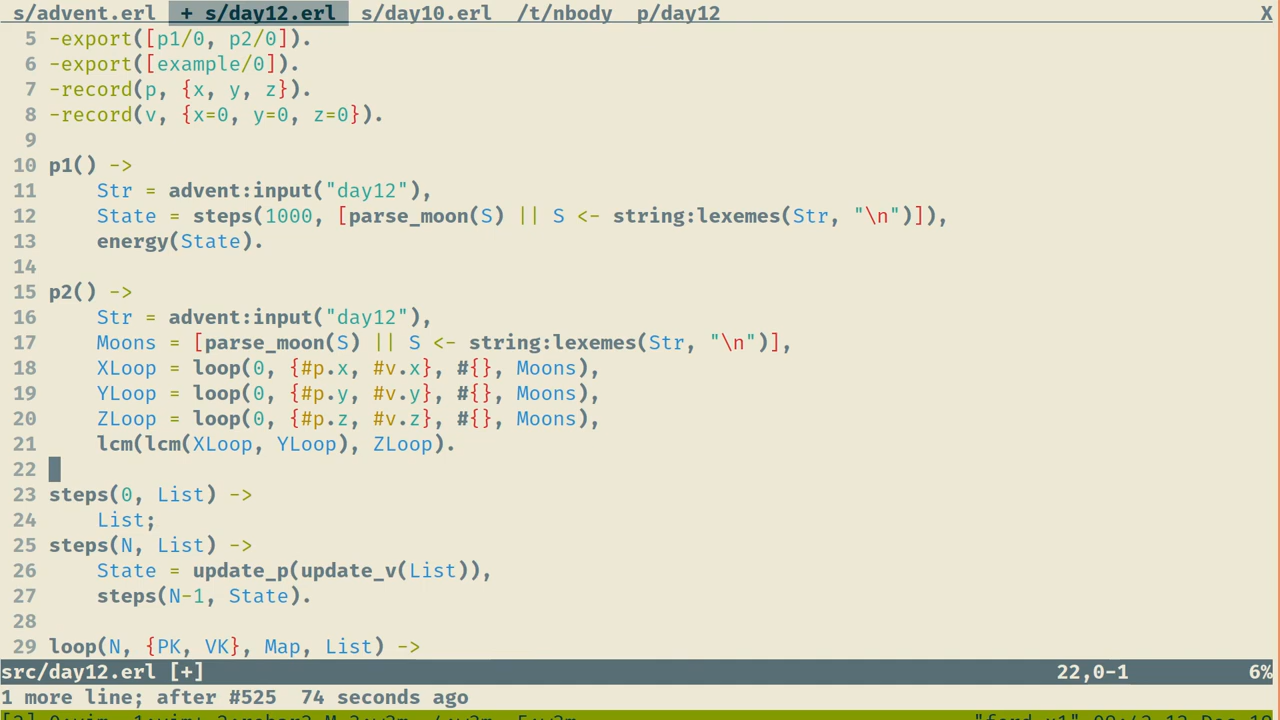 s/advent.erl  + s/day12.erl  s/day10.erl  /t/nbody  p/day12  X
5 -export([p1/0, p2/0]).
6 -export([example/0]).
7 -record(p, {x, y, z}).
8 -record(v, {x=0, y=0, z=0}).
9
10 p1() ->
11     Str = advent:input("day12"),
12     State = steps(1000, [parse_moon(S) || S <- string:lexemes(Str, "\n")]),
13     energy(State).
14
15 p2() ->
16     Str = advent:input("day12"),
17     Moons = [parse_moon(S) || S <- string:lexemes(Str, "\n")],
18     XLoop = loop(0, {#p.x, #v.x}, #{}, Moons),
19     YLoop = loop(0, {#p.y, #v.y}, #{}, Moons),
20     ZLoop = loop(0, {#p.z, #v.z}, #{}, Moons),
21     lcm(lcm(XLoop, YLoop), ZLoop).
22
23 steps(0, List) ->
24     List;
25 steps(N, List) ->
26     State = update_p(update_v(List)),
27     steps(N-1, State).
28
29 loop(N, {PK, VK}, Map, List) ->
src/day12.erl [+]  22,0-1  6%
1 more line; after #525  74 seconds ago